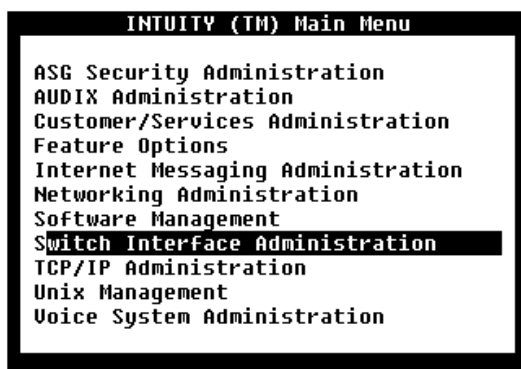 INTUITY (TM) Main Menu
ASG Security Administration
AUDIX Administration
Customer/Services Administration
Feature Options
Internet Messaging Administration
Networking Administration
Software Management
Switch Interface Administration
TCP/IP Administration
Unix Management
Voice System Administration